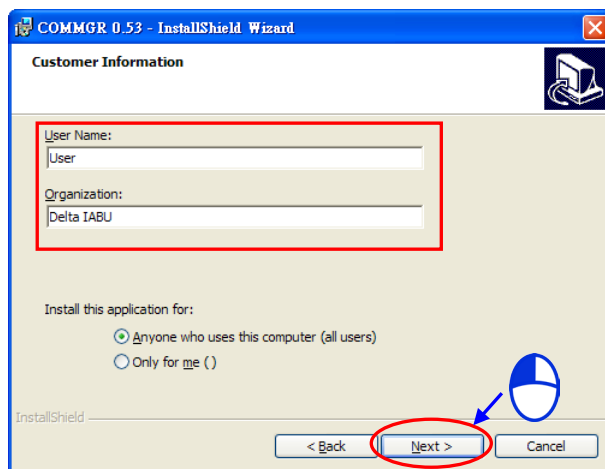 COMMGR 0.53 - InstallShield Wizard
Customer Information
User Name:
User
Organization:
Delta IABU
Install this application for:
Anyone who uses this computer (all users)
Only for me ()
InstallShield
< Back
Next >
Cancel